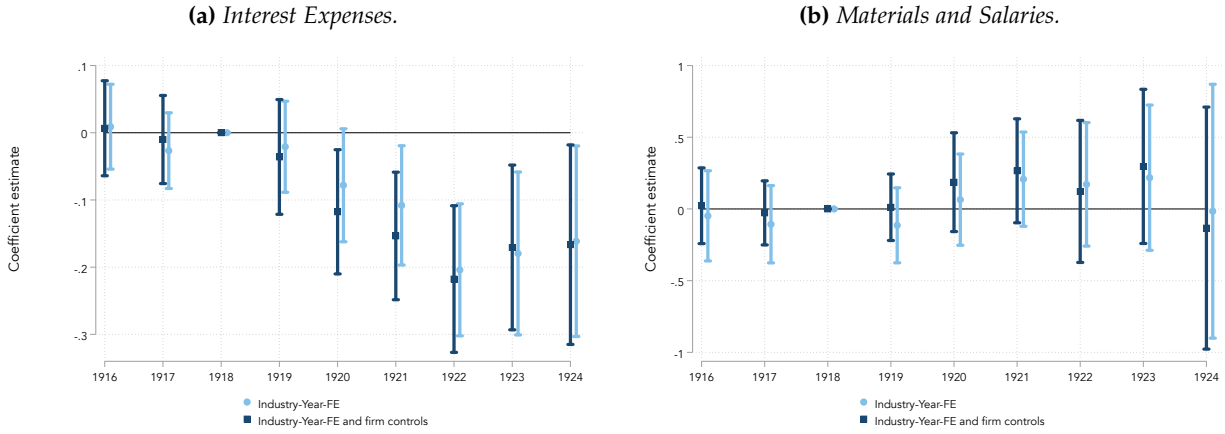 (a) Interest Expenses.
.1
0
-.1
-.2
-.3
Coefficient estimate
1916 1917 1918 1919 1920 1921 1922 1923 1924
Industry-Year-FE
Industry-Year-FE and firm controls
(b) Materials and Salaries.
1
.5
0
-.5
-1
Coefficient estimate
1916 1917 1918 1919 1920 1921 1922 1923 1924
Industry-Year-FE
Industry-Year-FE and firm controls